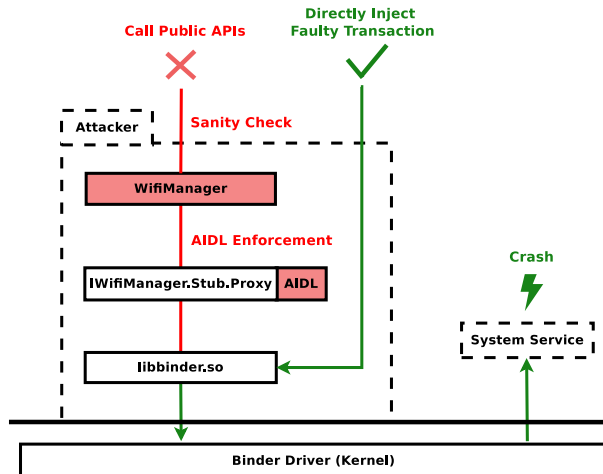 Call Public APIs
Directly Inject
Faulty Transaction
Sanity Check
Attacker
WifiManager
AIDL Enforcement
IWifiManager.Stub.Proxy
AIDL
Crash
System Service
libbinder.so
Binder Driver (Kernel)